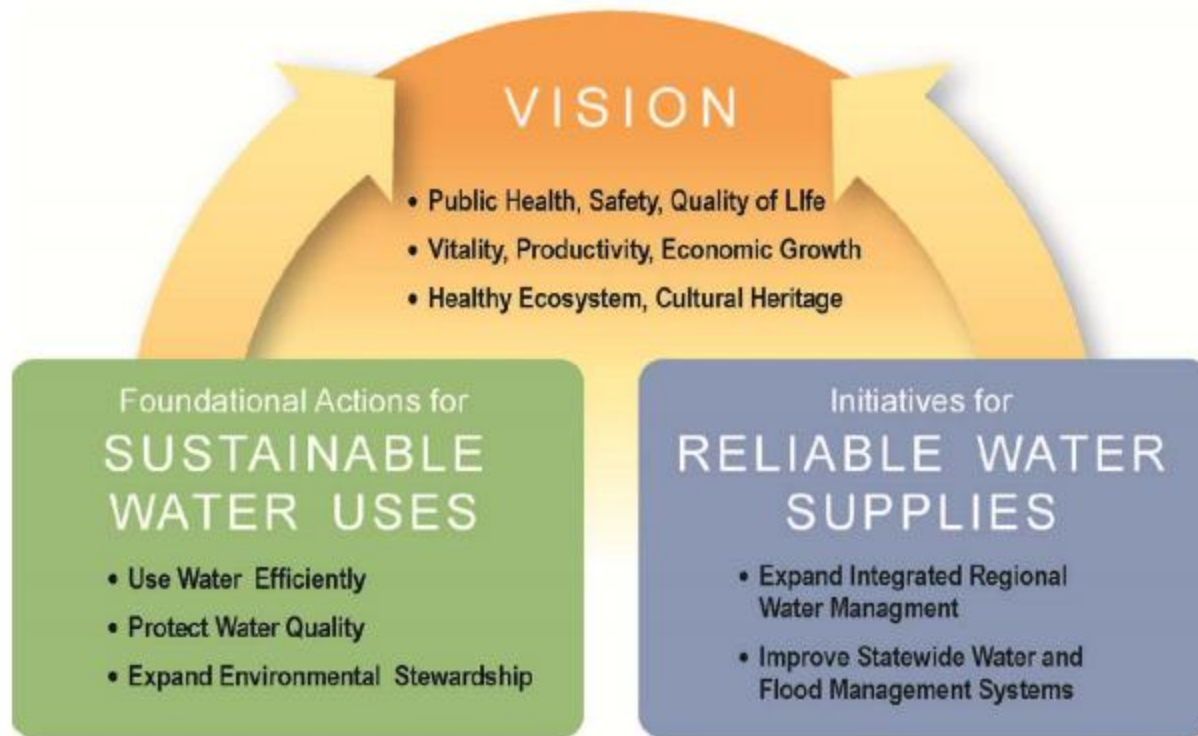 VISION
• Public Health, Safety, Quality of LIfe
• Vitality, Productivity, Economic Growth
• Healthy Ecosystem, Cultural Heritage
Foundational Actions for
SUSTAINABLE
WATER USES
• Use Water Efficiently
• Protect Water Quality
• Expand Environmental Stewardship
Initiatives for
RELIABLE WATER
SUPPLIES
• Expand Integrated Regional
Water Managment
• Improve Statewide Water and
Flood Management Systems